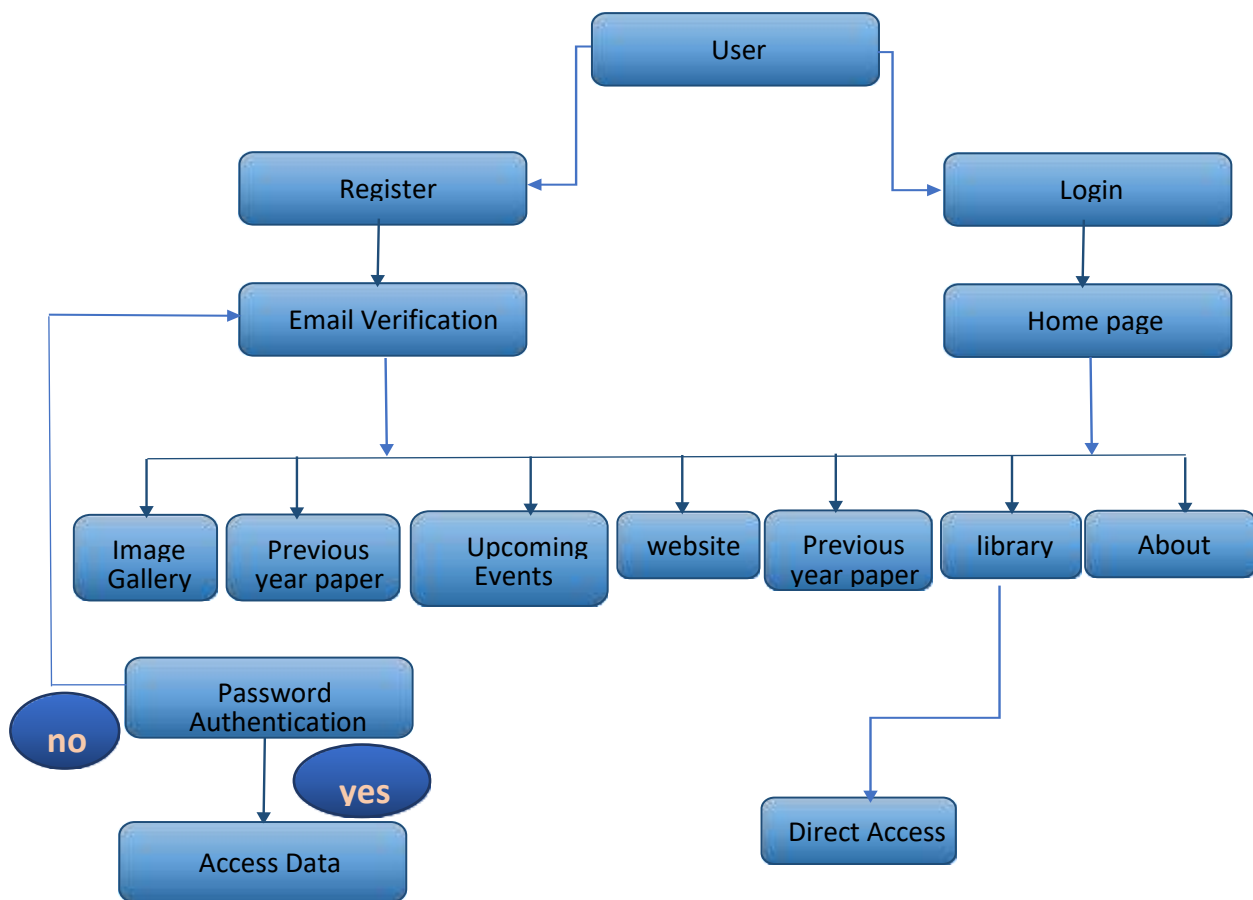 User
Register
Login
Email Verification
Home page
Image
Gallery
Previous
year paper
Upcoming
Events
website
Previous
year paper
library
About
Password
Authentication
no
yes
Access Data
Direct Access